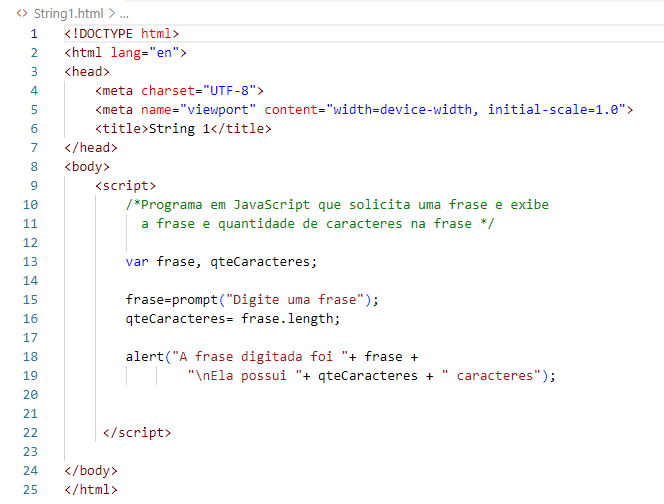 <> String1.html > ...
1 <!DOCTYPE html>
2 <html lang="en">
3 <head>
4     <meta charset="UTF-8">
5     <meta name="viewport" content="width=device-width, initial-scale=1.0">
6     <title>String 1</title>
7 </head>
8 <body>
9     <script>
10         /*Programa em JavaScript que solicita uma frase e exibe
11           a frase e quantidade de caracteres na frase */
12
13         var frase, qteCaracteres;
14
15         frase=prompt("Digite uma frase");
16         qteCaracteres= frase.length;
17
18         alert("A frase digitada foi "+ frase +
19                 "\nEla possui "+ qteCaracteres + " caracteres");
20
21
22      </script>
23
24 </body>
25 </html>